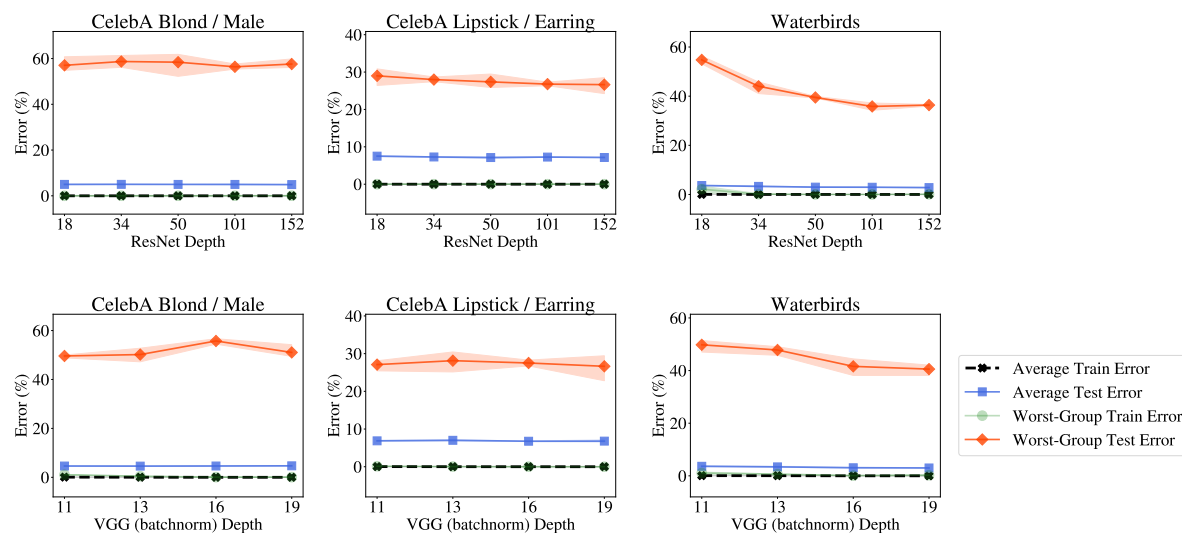 CelebA Blond / Male
CelebA Lipstick / Earring
Waterbirds
Error (%)
60
40
20
0
18 34 50 101 152
ResNet Depth
Error (%)
40
30
20
10
0
18 34 50 101 152
ResNet Depth
Error (%)
60
40
20
0
18 34 50 101 152
ResNet Depth
CelebA Blond / Male
CelebA Lipstick / Earring
Waterbirds
Error (%)
60
40
20
0
11 13 16 19
VGG (batchnorm) Depth
Error (%)
40
30
20
10
0
11 13 16 19
VGG (batchnorm) Depth
Error (%)
60
40
20
0
11 13 16 19
VGG (batchnorm) Depth
Average Train Error
Average Test Error
Worst-Group Train Error
Worst-Group Test Error